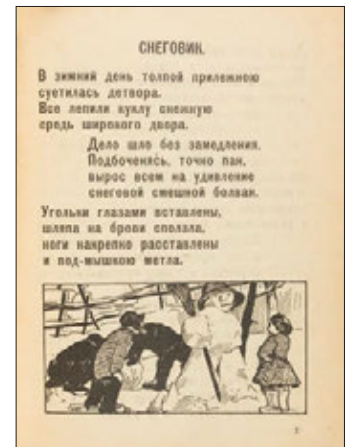 СНЕГОВИК.
В зимний день толпой прилежною
суетилась детвора.
Все лепили куклу снежную
средь широкого двора.
Дело шло без замедления.
Подбоченясь, точно пан,
вырос всем на удивление
снеговой смешной болван.
Угольки глазами вставлены,
шляпа на брови сползла,
ноги накрепко расставлены
и под-мышкою метла.